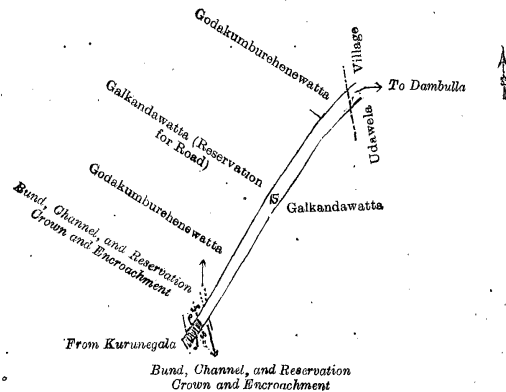 Godakumburehenewatta
Village
To Dambulla
Udawela
Galkandawatta (Reservation
for Road)
15
Galkandawatta
Godakumburehenewatta
Bund, Channel, and Reservation
Crown and Encroachment
From Kurunegala
Bund, Channel, and Reservation
Crown and Encroachment